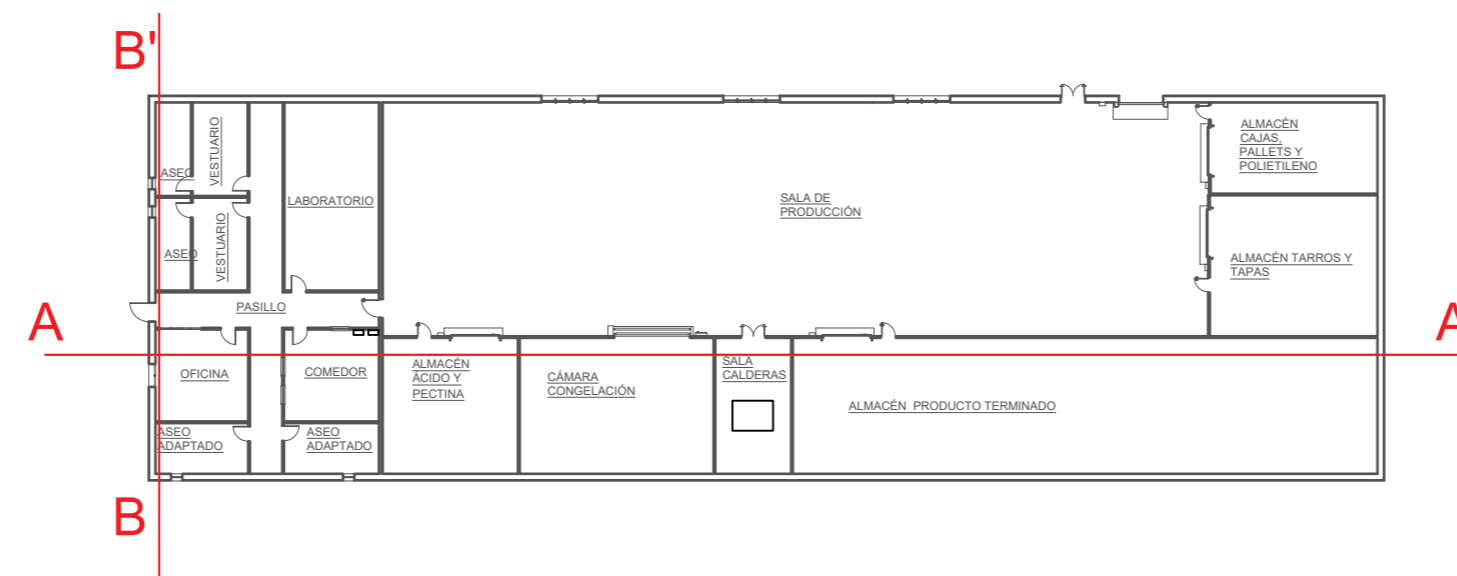 B'
ASEO
VESTUARIO
LABORATORIO
SALA DE
PRODUCCIÓN
ALMACÉN
CAJAS,
PALLETS Y
POLIETILENO
ASEO
VESTUARIO
ALMACÉN TARROS Y
TAPAS
PASILLO
A
A
OFICINA
COMEDOR
ALMACÉN
ÁCIDO Y
PECTINA
CÁMARA
CONGELACIÓN
SALA
CALDERAS
ALMACÉN PRODUCTO TERMINADO
ASEO
ADAPTADO
ASEO
ADAPTADO
B